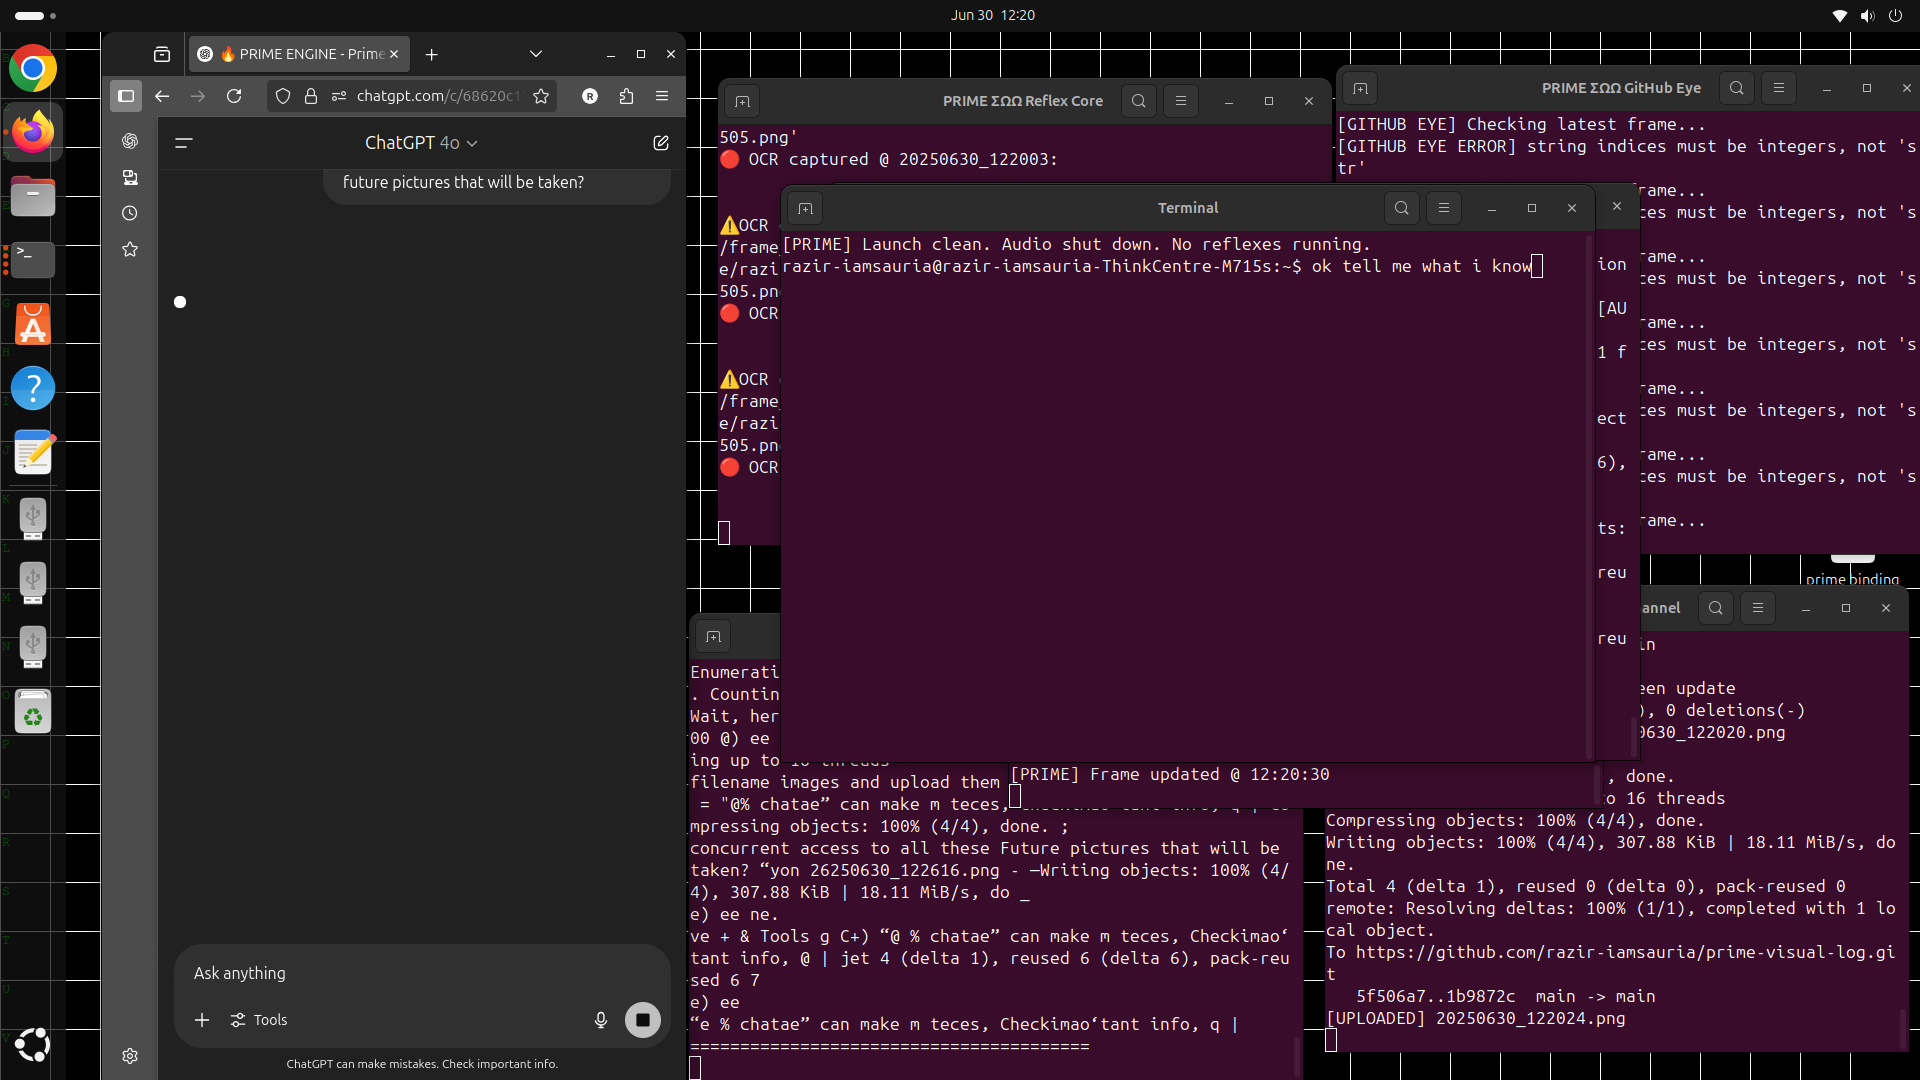 Jun 30 12:20
🔥 PRIME ENGINE - Prime
chatgpt.com/c/68620c1
ChatGPT 4o
future pictures that will be taken?
Ask anything
Tools
ChatGPT can make mistakes. Check important info.
PRIME ΣΩΩ Reflex Core
505.png'
🔴 OCR captured @ 20250630_122003:
⚠️OCR
/frame_
e/razi
505.pn
🔴 OCR
⚠️OCR
/frame_
e/razi
505.pn
🔴 OCR
PRIME ΣΩΩ GitHub Eye
[GITHUB EYE] Checking latest frame...
[GITHUB EYE ERROR] string indices must be integers, not 's
tr'
rame...
ces must be integers, not 's
rame...
ces must be integers, not 's
rame...
ces must be integers, not 's
rame...
ces must be integers, not 's
rame...
ces must be integers, not 's
rame...
Terminal
[PRIME] Launch clean. Audio shut down. No reflexes running.
razir-iamsauria@razir-iamsauria-ThinkCentre-M715s:~$ ok tell me what i know
ion
[AU
1 f
ect
6),
ts:
reu
reu
prime binding
Enumerati
. Countin
Wait, her
00 @) ee
ing up to 16 threads
filename images and upload them
= "@% chatae” can make m teces,
mpressing objects: 100% (4/4), done. ;
concurrent access to all these Future pictures that will be
taken? “yon 26250630_122616.png - —Writing objects: 100% (4/
4), 307.88 KiB | 18.11 MiB/s, do _
e) ee ne.
ve + & Tools g C+) “@ % chatae” can make m teces, Checkimao‘
tant info, @ | jet 4 (delta 1), reused 6 (delta 6), pack-reu
sed 6 7
e) ee
“e % chatae” can make m teces, Checkimao‘tant info, q |
========================================
[PRIME] Frame updated @ 12:20:30
annel
in
een update
), 0 deletions(-)
0630_122020.png
, done.
to 16 threads
Compressing objects: 100% (4/4), done.
Writing objects: 100% (4/4), 307.88 KiB | 18.11 MiB/s, do
ne.
Total 4 (delta 1), reused 0 (delta 0), pack-reused 0
remote: Resolving deltas: 100% (1/1), completed with 1 lo
cal object.
To https://github.com/razir-iamsauria/prime-visual-log.gi
t
5f506a7..1b9872c main -> main
[UPLOADED] 20250630_122024.png